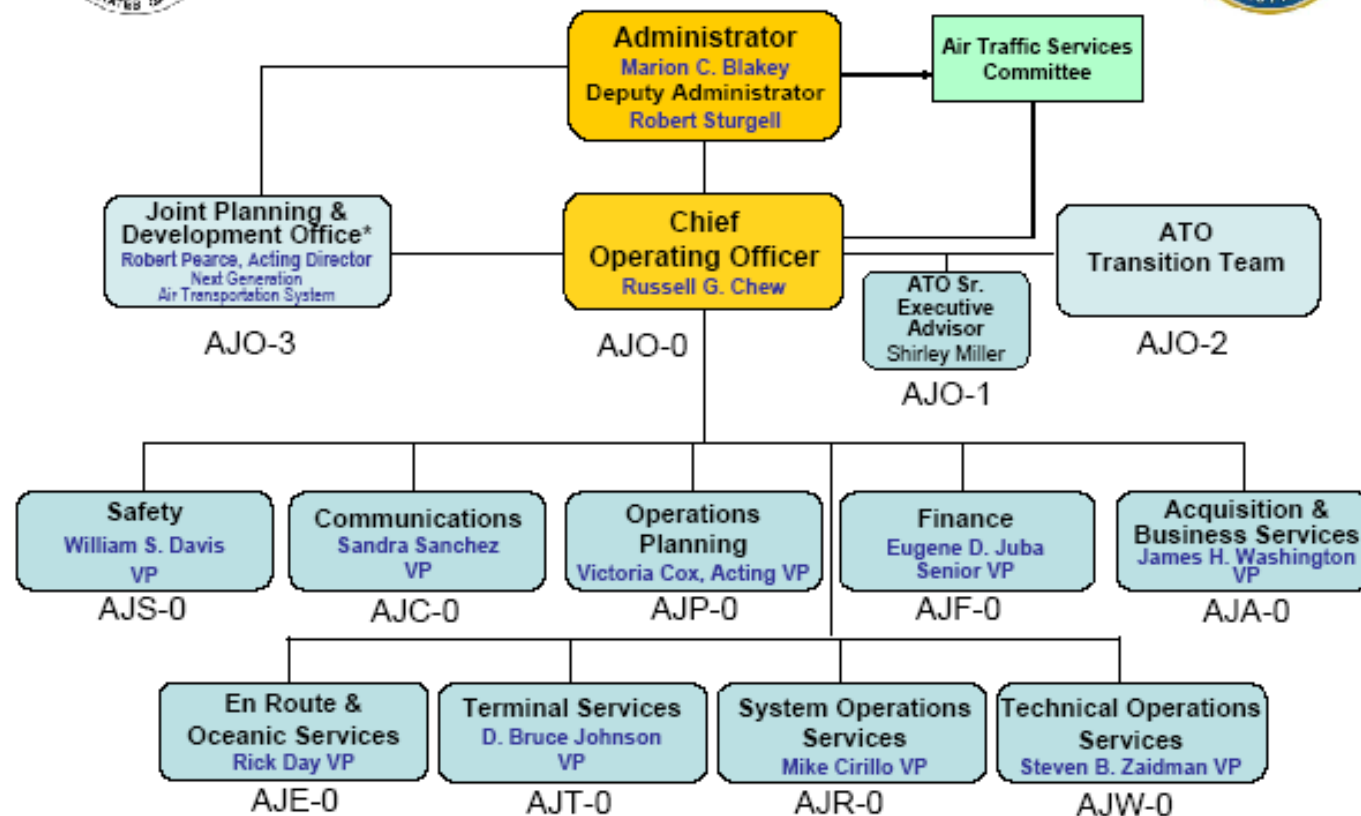 Administrator
Marion C. Blakey
Deputy Administrator
Robert Sturgell
Air Traffic Services
Committee
Joint Planning &
Development Office*
Robert Pearce, Acting Director
Next Generation
Air Transportation System
AJO-3
Chief
Operating Officer
Russell G. Chew
AJO-0
ATO Sr.
Executive
Advisor
Shirley Miller
AJO-1
ATO
Transition Team
AJO-2
Safety
William S. Davis
VP
AJS-0
Communications
Sandra Sanchez
VP
AJC-0
Operations
Planning
Victoria Cox, Acting VP
AJP-0
Finance
Eugene D. Juba
Senior VP
AJF-0
Acquisition &
Business Services
James H. Washington
VP
AJA-0
En Route &
Oceanic Services
Rick Day VP
AJE-0
Terminal Services
D. Bruce Johnson
VP
AJT-0
System Operations
Services
Mike Cirillo VP
AJR-0
Technical Operations
Services
Steven B. Zaidman VP
AJW-0